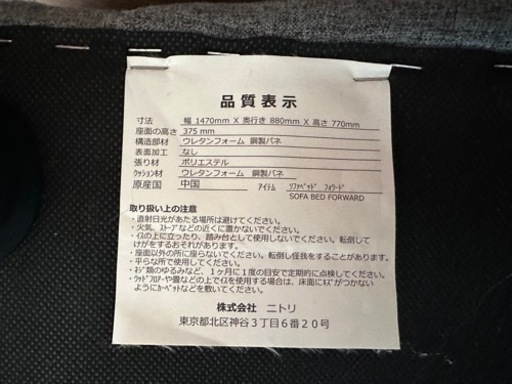 品質表示
寸法 幅 1470mm X 奥行き 880mm X 高さ 770mm
座面の高さ 375 mm
構造部材 ウレタンフォーム 鋼製バネ
表面加工 なし
張り材 ポリエステル
クッション材 ウレタンフォーム 鋼製バネ
原産国 中国 アイテム ソファベッド フォワード
SOFA BED FORWARD
取り扱い上の注意
・直射日光があたる場所は避けてください。
・火気、ストーブなどの近くに置かないでください。
・イスの上に立ったり、踏み台として使用しないでください。転倒して
けがをするおそれがあります。
・座面以外の所に座らないでください。転倒し怪我をすることがあります。
・平らな所で使用してください。
・ネジ類のゆるみなど、1ヶ月に1度の目安で定期的に点検してください。
・ウッドフロアーや畳などの上でイスを使用する場合は、床面にキズがつかない
ようにカーペットなどを敷いてください。
株式会社 ニトリ
東京都北区神谷3丁目6番20号